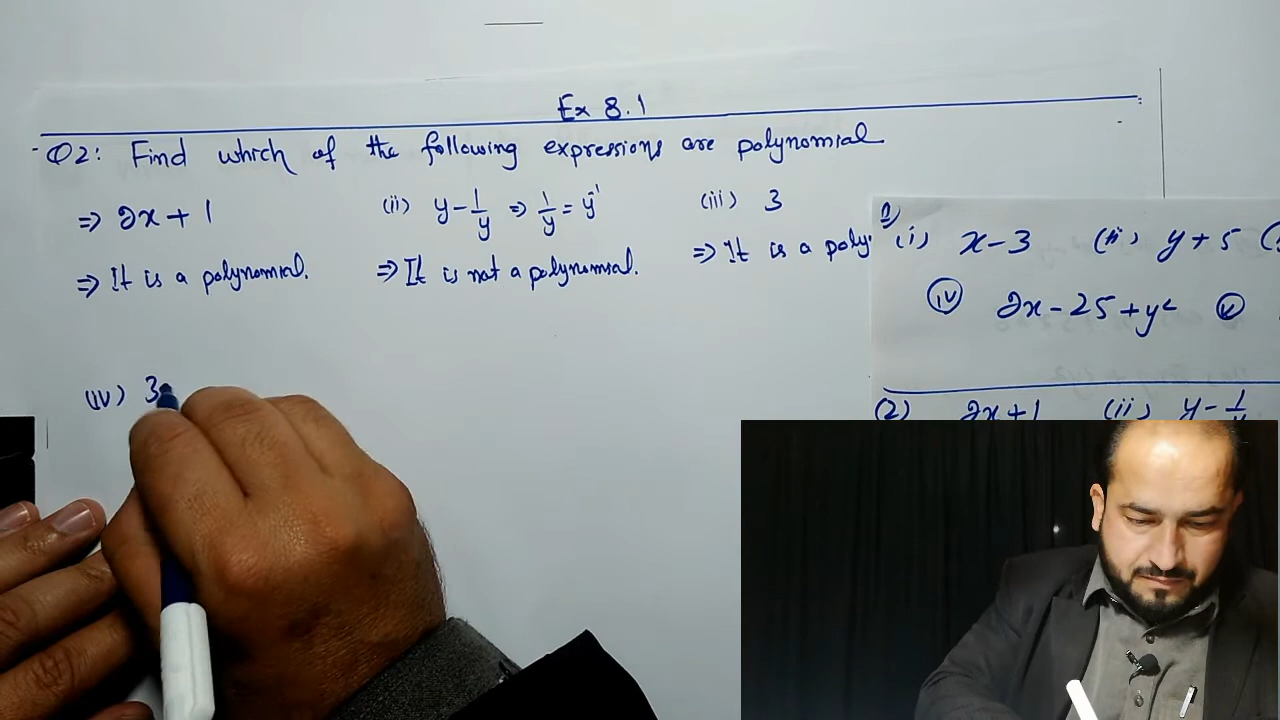 Ex 8.1
Q2: Find which of the following expressions are polynomial
⇒ 2x + 1 (ii) y - 1/y ⇒ 1/y = y⁻¹ (iii) 3
⇒ It is a polynomial. ⇒ It is not a polynomial. ⇒ It is a poly
(iv) 3
(i) x - 3 (ii) y + 5
(iv) 2x - 25 + y² (v)
(2) 2x + 1 (ii) y - 1/y